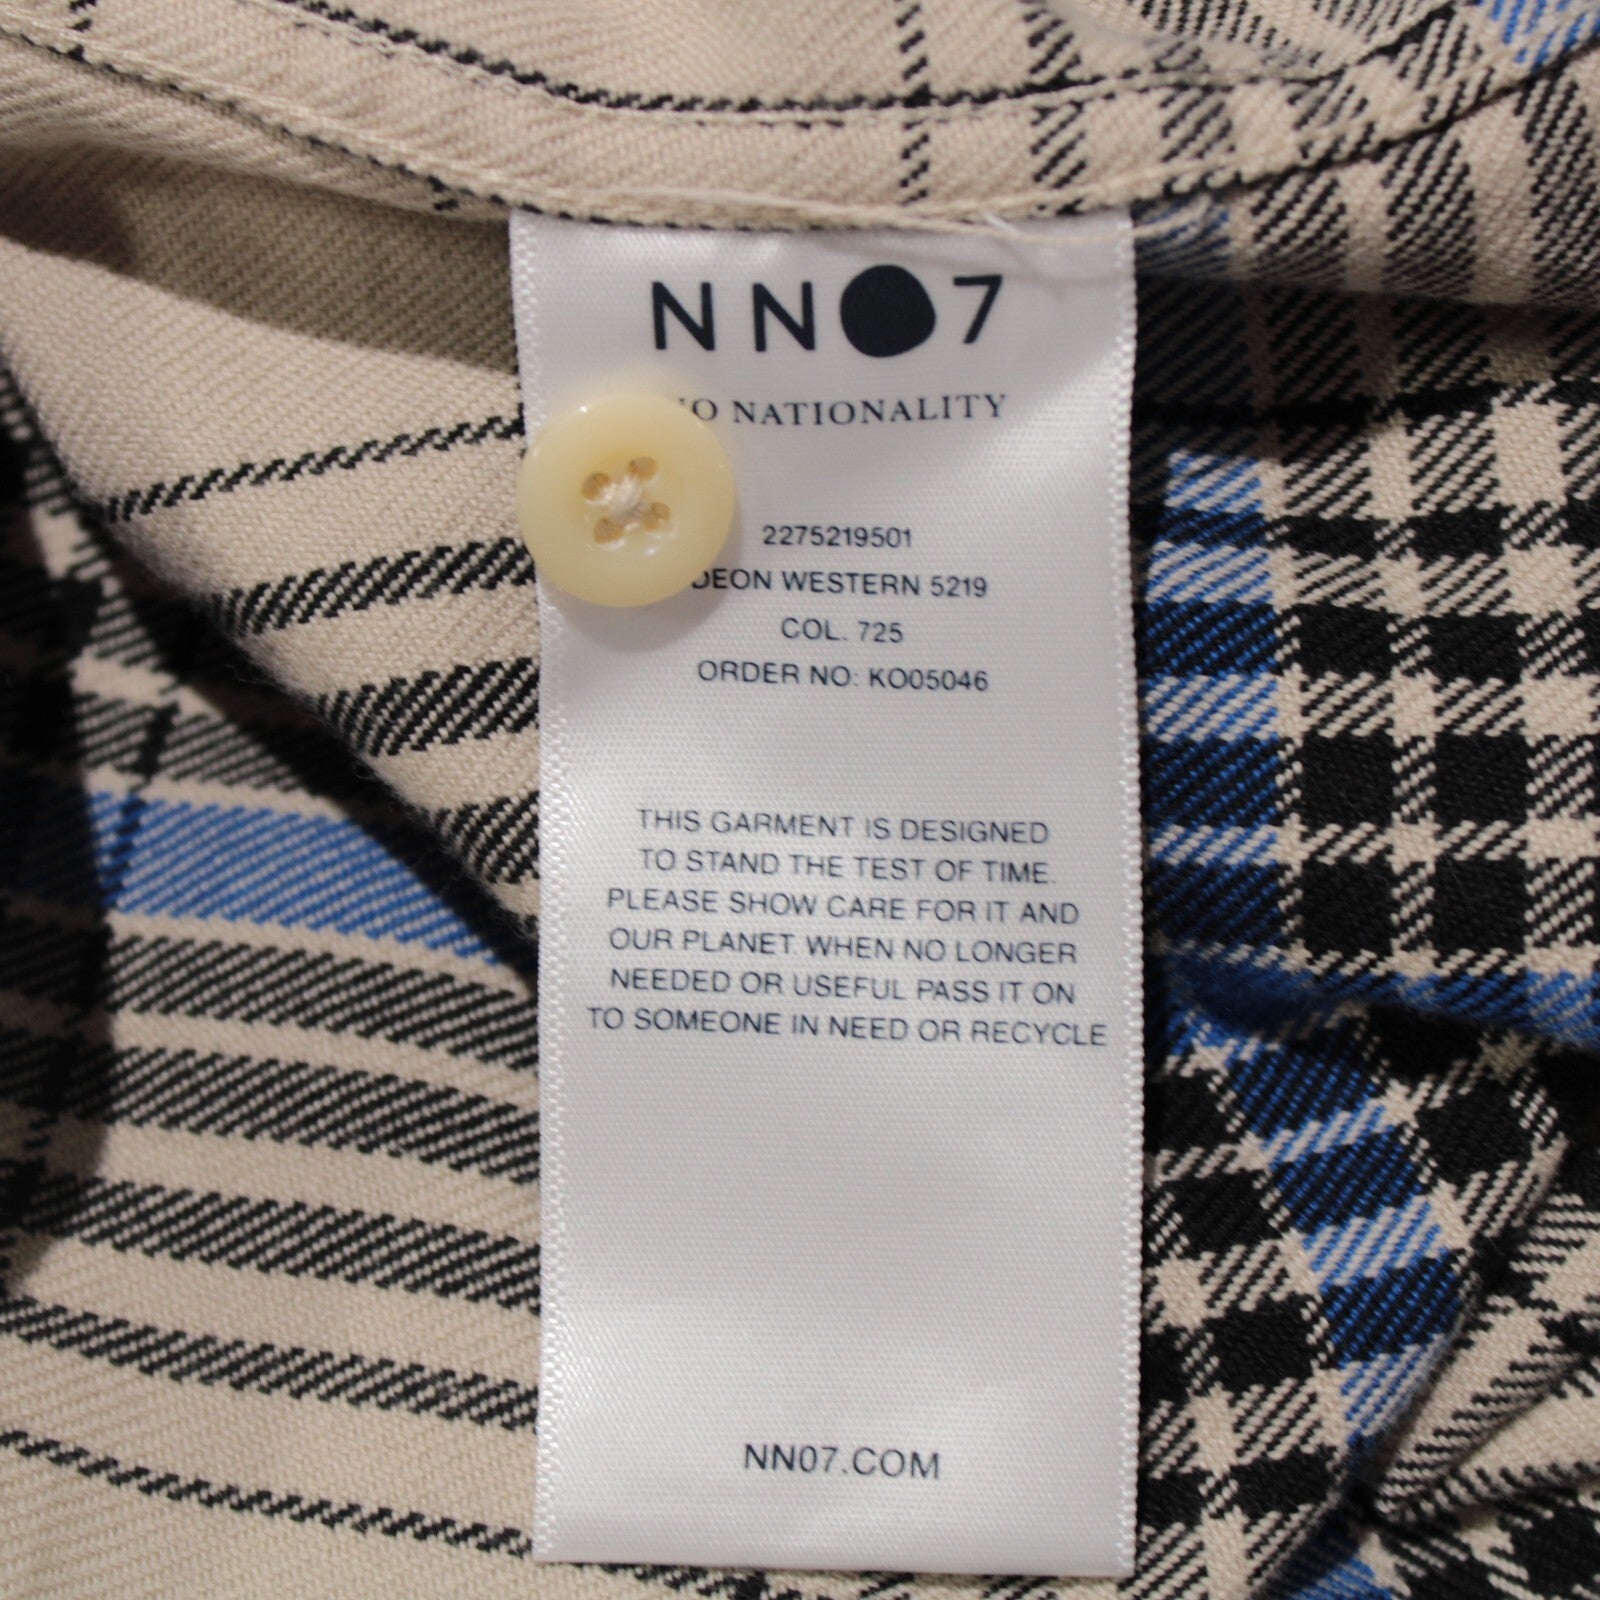 NN07
NO NATIONALITY
2275219501
DEON WESTERN 5219
COL. 725
ORDER NO: KO05046
THIS GARMENT IS DESIGNED
TO STAND THE TEST OF TIME.
PLEASE SHOW CARE FOR IT AND
OUR PLANET. WHEN NO LONGER
NEEDED OR USEFUL PASS IT ON
TO SOMEONE IN NEED OR RECYCLE
NN07.COM